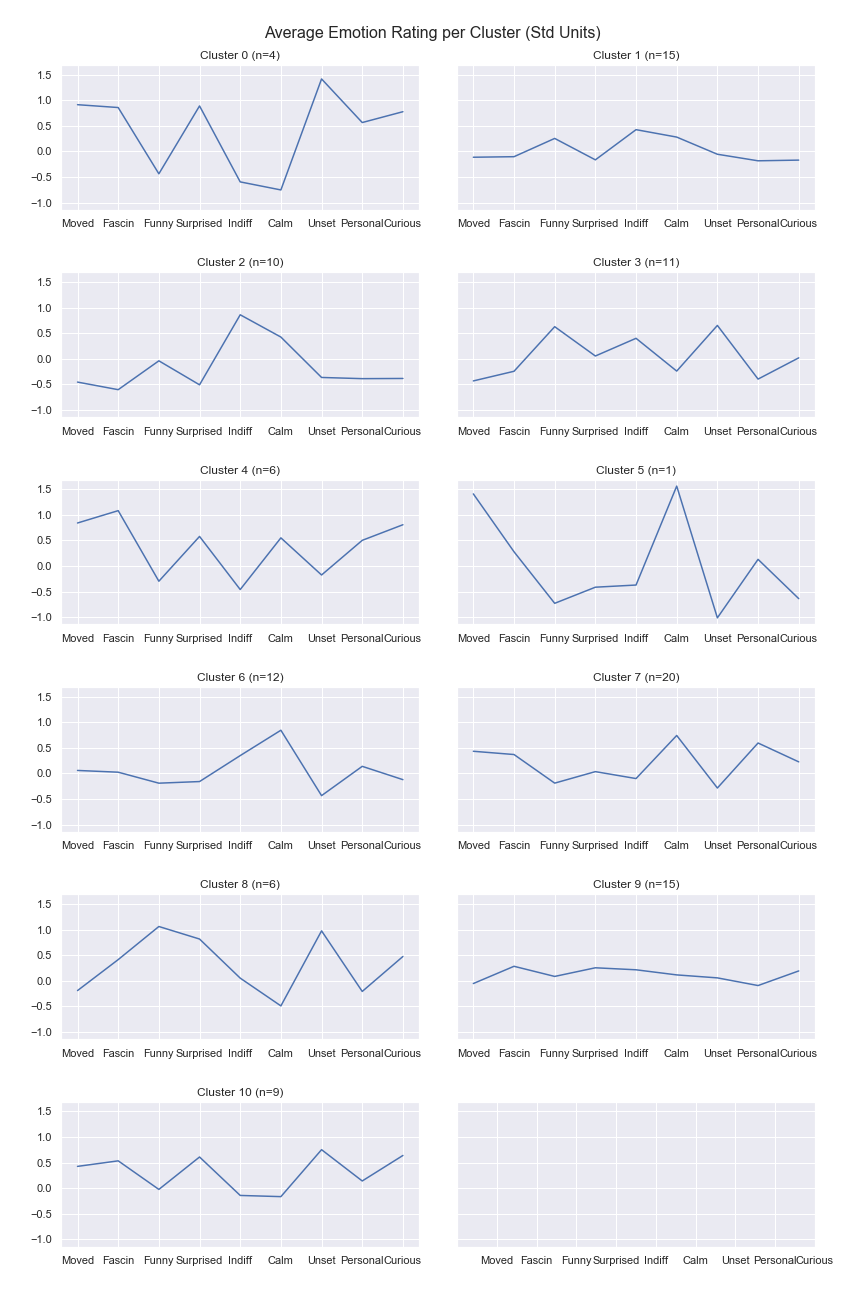 Average Emotion Rating per Cluster (Std Units)
Cluster 0 (n=4)
1.5
1.0
0.5
0.0
−0.5
−1.0
Moved Fascin Funny Surprised Indiff Calm Unset Personal Curious
Cluster 1 (n=15)
Moved Fascin Funny Surprised Indiff Calm Unset Personal Curious
Cluster 2 (n=10)
1.5
1.0
0.5
0.0
−0.5
−1.0
Moved Fascin Funny Surprised Indiff Calm Unset Personal Curious
Cluster 3 (n=11)
Moved Fascin Funny Surprised Indiff Calm Unset Personal Curious
Cluster 4 (n=6)
1.5
1.0
0.5
0.0
−0.5
−1.0
Moved Fascin Funny Surprised Indiff Calm Unset Personal Curious
Cluster 5 (n=1)
Moved Fascin Funny Surprised Indiff Calm Unset Personal Curious
Cluster 6 (n=12)
1.5
1.0
0.5
0.0
−0.5
−1.0
Moved Fascin Funny Surprised Indiff Calm Unset Personal Curious
Cluster 7 (n=20)
Moved Fascin Funny Surprised Indiff Calm Unset Personal Curious
Cluster 8 (n=6)
1.5
1.0
0.5
0.0
−0.5
−1.0
Moved Fascin Funny Surprised Indiff Calm Unset Personal Curious
Cluster 9 (n=15)
Moved Fascin Funny Surprised Indiff Calm Unset Personal Curious
Cluster 10 (n=9)
1.5
1.0
0.5
0.0
−0.5
−1.0
Moved Fascin Funny Surprised Indiff Calm Unset Personal Curious
Moved Fascin Funny Surprised Indiff Calm Unset Personal Curious